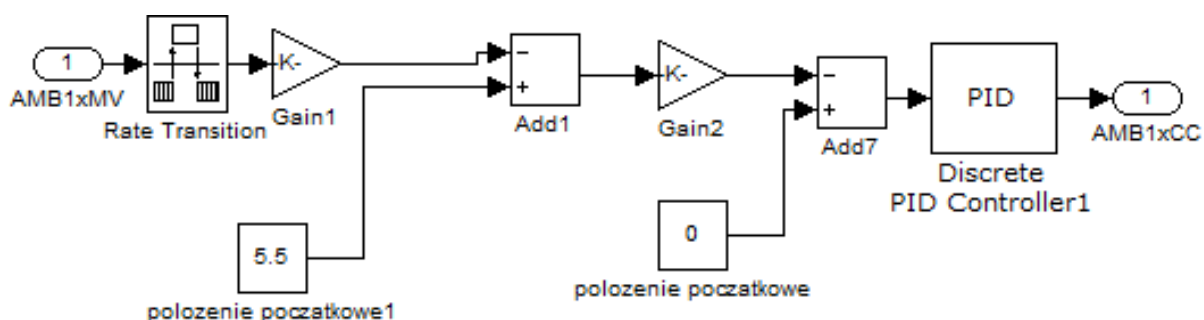 1
AMB1xMV
Rate Transition
K-
Gain1
5.5
polozenie poczatkowe1
−
+
Add1
K-
Gain2
0
polozenie poczatkowe
−
+
Add7
PID
Discrete
PID Controller1
1
AMB1xCC